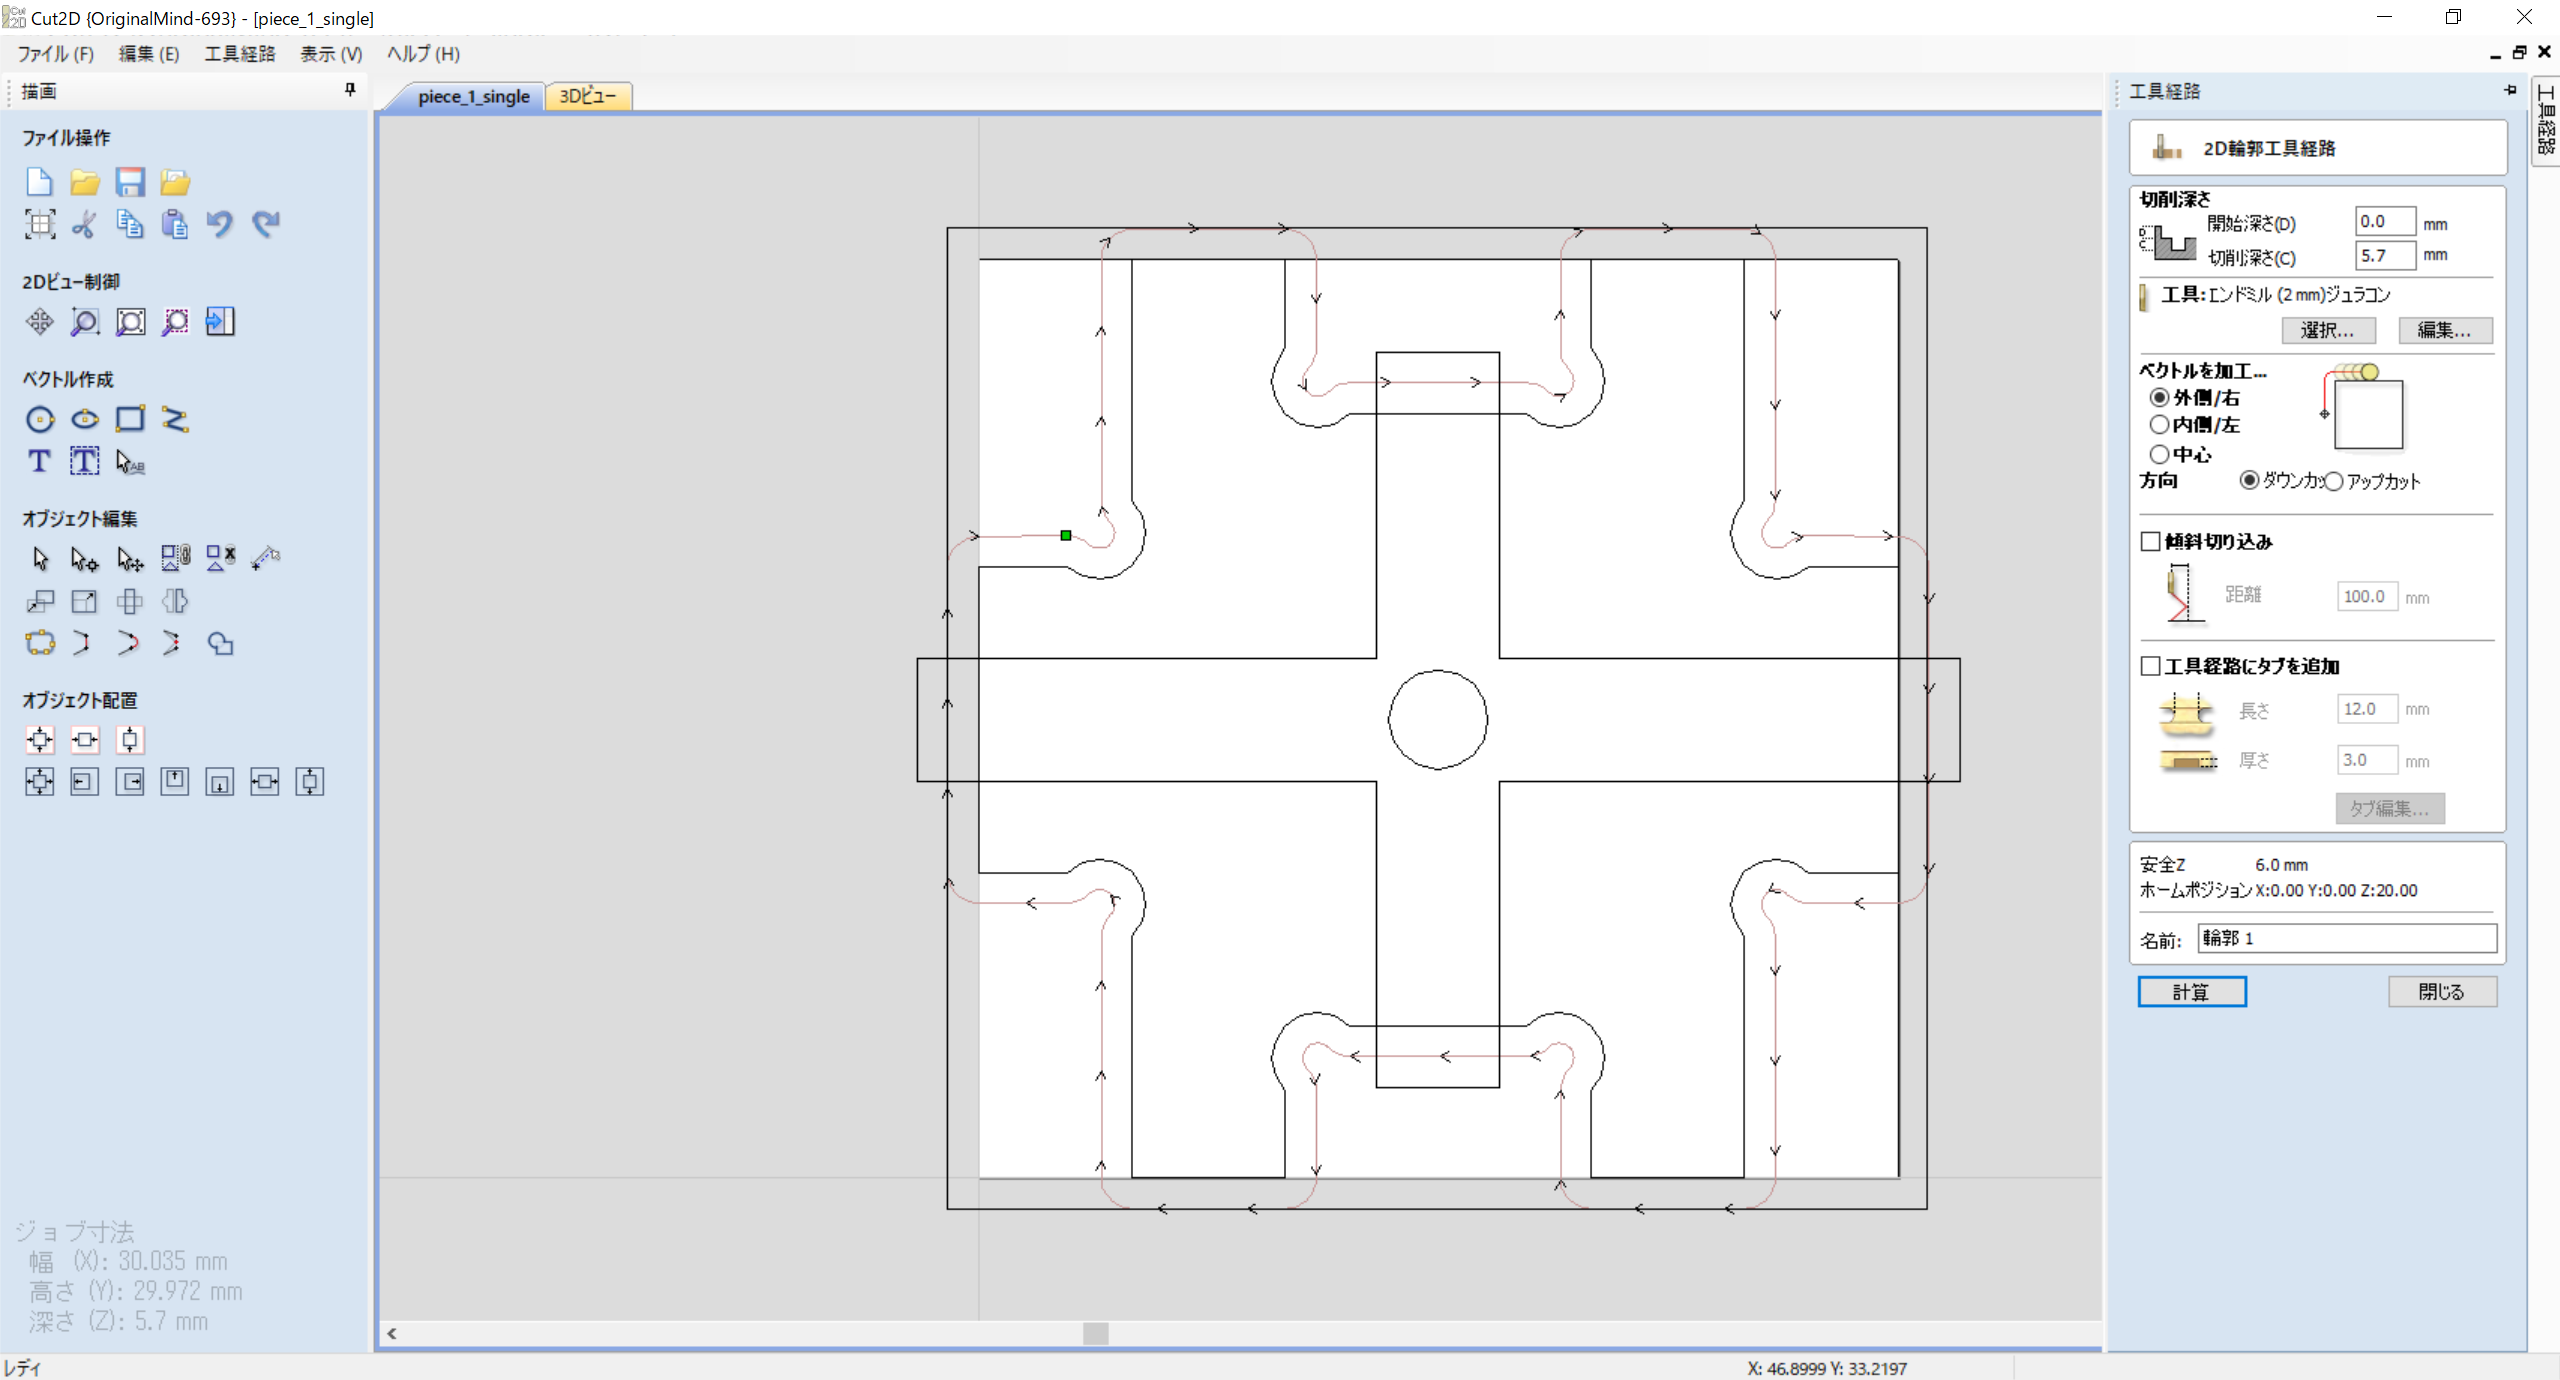 Cut2D {OriginalMind-693} - [piece_1_single]
ファイル (F) 編集 (E) 工具経路 表示 (V) ヘルプ (H)
描画
ファイル操作
2Dビュー制御
ベクトル作成
オブジェクト編集
オブジェクト配置
ジョブ寸法
幅 (X): 30.035 mm
高さ (Y): 29.972 mm
深さ (Z): 5.7 mm
piece_1_single 3Dビュー
工具経路
工具経路
2D輪郭工具経路
切削深さ
開始深さ(D) 0.0 mm
切削深さ(C) 5.7 mm
工具: エンドミル (2 mm)ジュラコン
選択... 編集...
ベクトルを加工...
外側/右
内側/左
中心
方向 ダウンカッ アップカット
傾斜切り込み
距離 100.0 mm
工具経路にタブを追加
長さ 12.0 mm
厚さ 3.0 mm
タブ編集...
安全Z 6.0 mm
ホームポジション X:0.00 Y:0.00 Z:20.00
名前: 輪郭 1
計算 閉じる
レディ X: 46.8999 Y: 33.2197